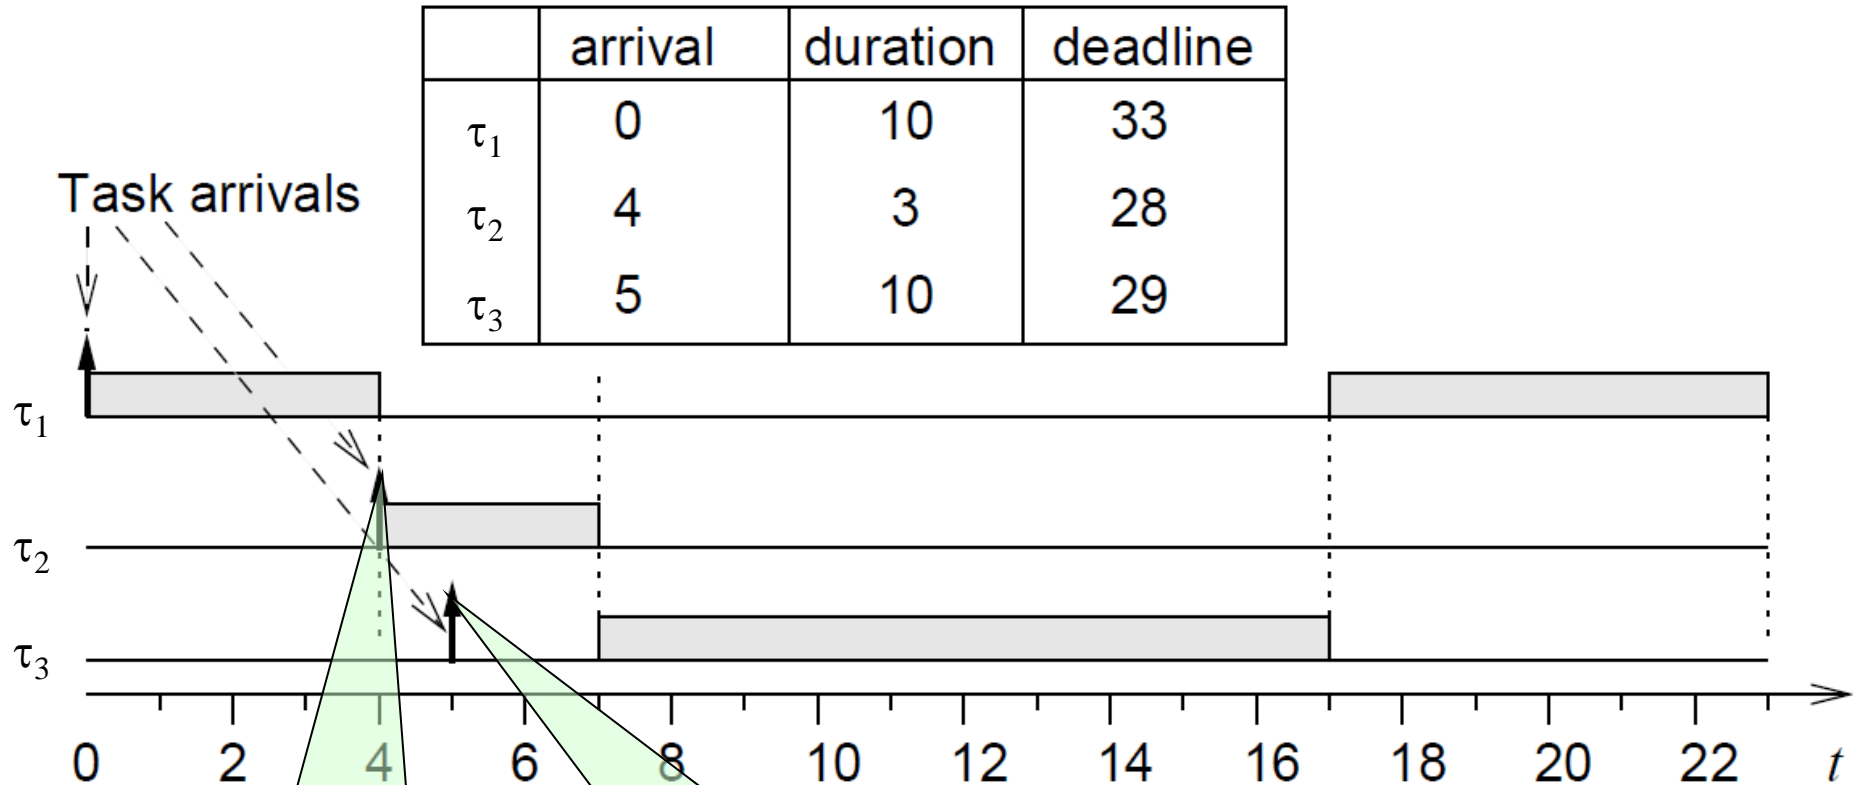 arrival duration deadline
τ1 0 10 33
τ2 4 3 28
τ3 5 10 29
Task arrivals
τ1
τ2
τ3
0 2 4 6 8 10 12 14 16 18 20 22 t